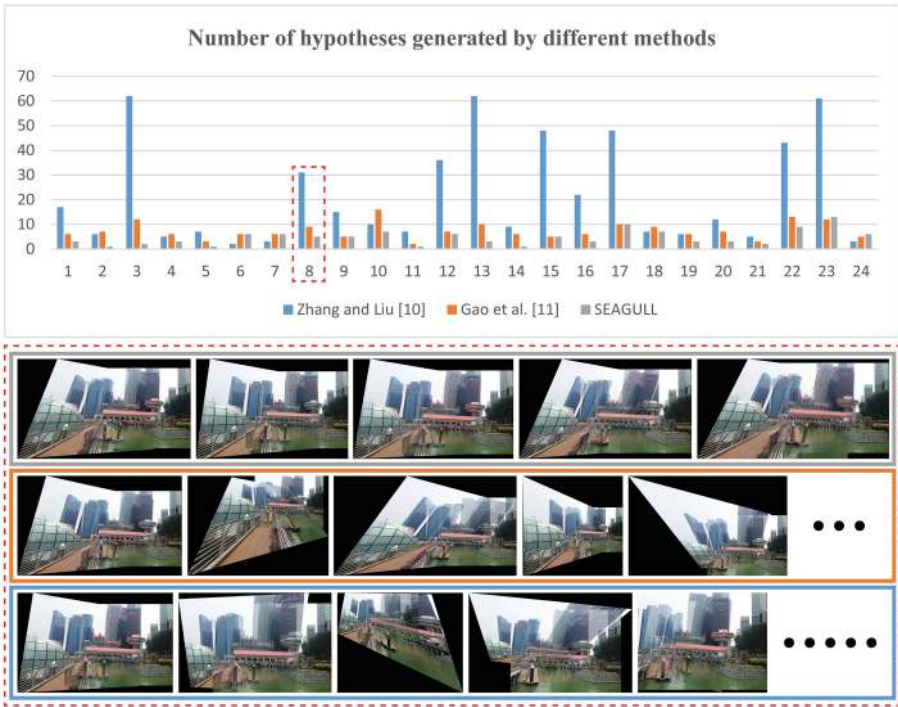 Number of hypotheses generated by different methods
70
60
50
40
30
20
10
0
1 2 3 4 5 6 7 8 9 10 11 12 13 14 15 16 17 18 19 20 21 22 23 24
Zhang and Liu [10] Gao et al. [11] SEAGULL